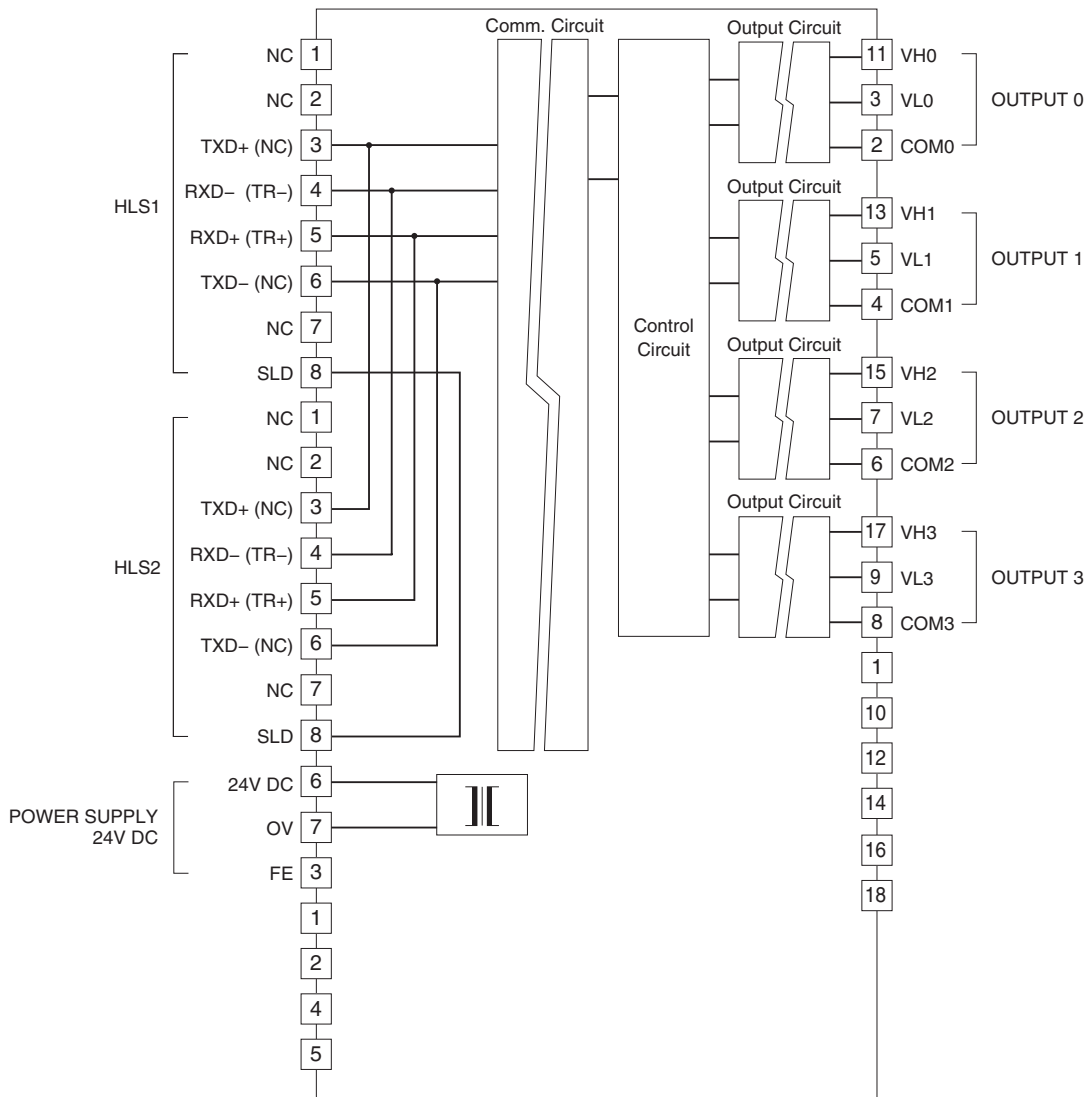 Comm. Circuit
Output Circuit
NC 1
11 VH0
NC 2
3 VL0
OUTPUT 0
TXD+ (NC) 3
2 COM0
RXD− (TR−) 4
Output Circuit
HLS1
13 VH1
RXD+ (TR+) 5
5 VL1
OUTPUT 1
TXD− (NC) 6
4 COM1
NC 7
Control
Circuit
Output Circuit
SLD 8
15 VH2
NC 1
7 VL2
OUTPUT 2
NC 2
6 COM2
TXD+ (NC) 3
Output Circuit
17 VH3
RXD− (TR−) 4
HLS2
9 VL3
OUTPUT 3
RXD+ (TR+) 5
8 COM3
TXD− (NC) 6
1
NC 7
10
SLD 8
12
24V DC 6
14
POWER SUPPLY
24V DC
OV 7
16
FE 3
18
1
2
4
5